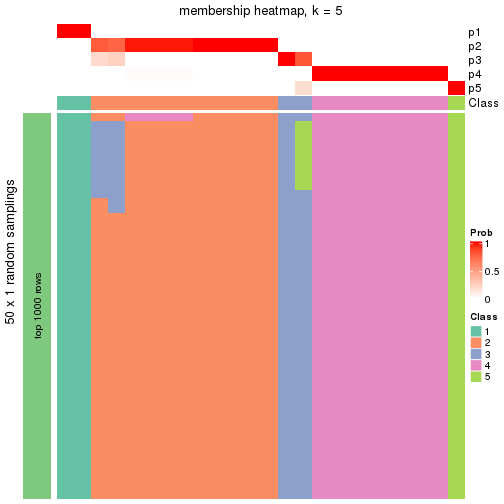 membership heatmap, k = 5
p1
p2
p3
p4
p5
Class
50 x 1 random samplings
top 1000 rows
Prob
1
0.5
0
Class
1
2
3
4
5